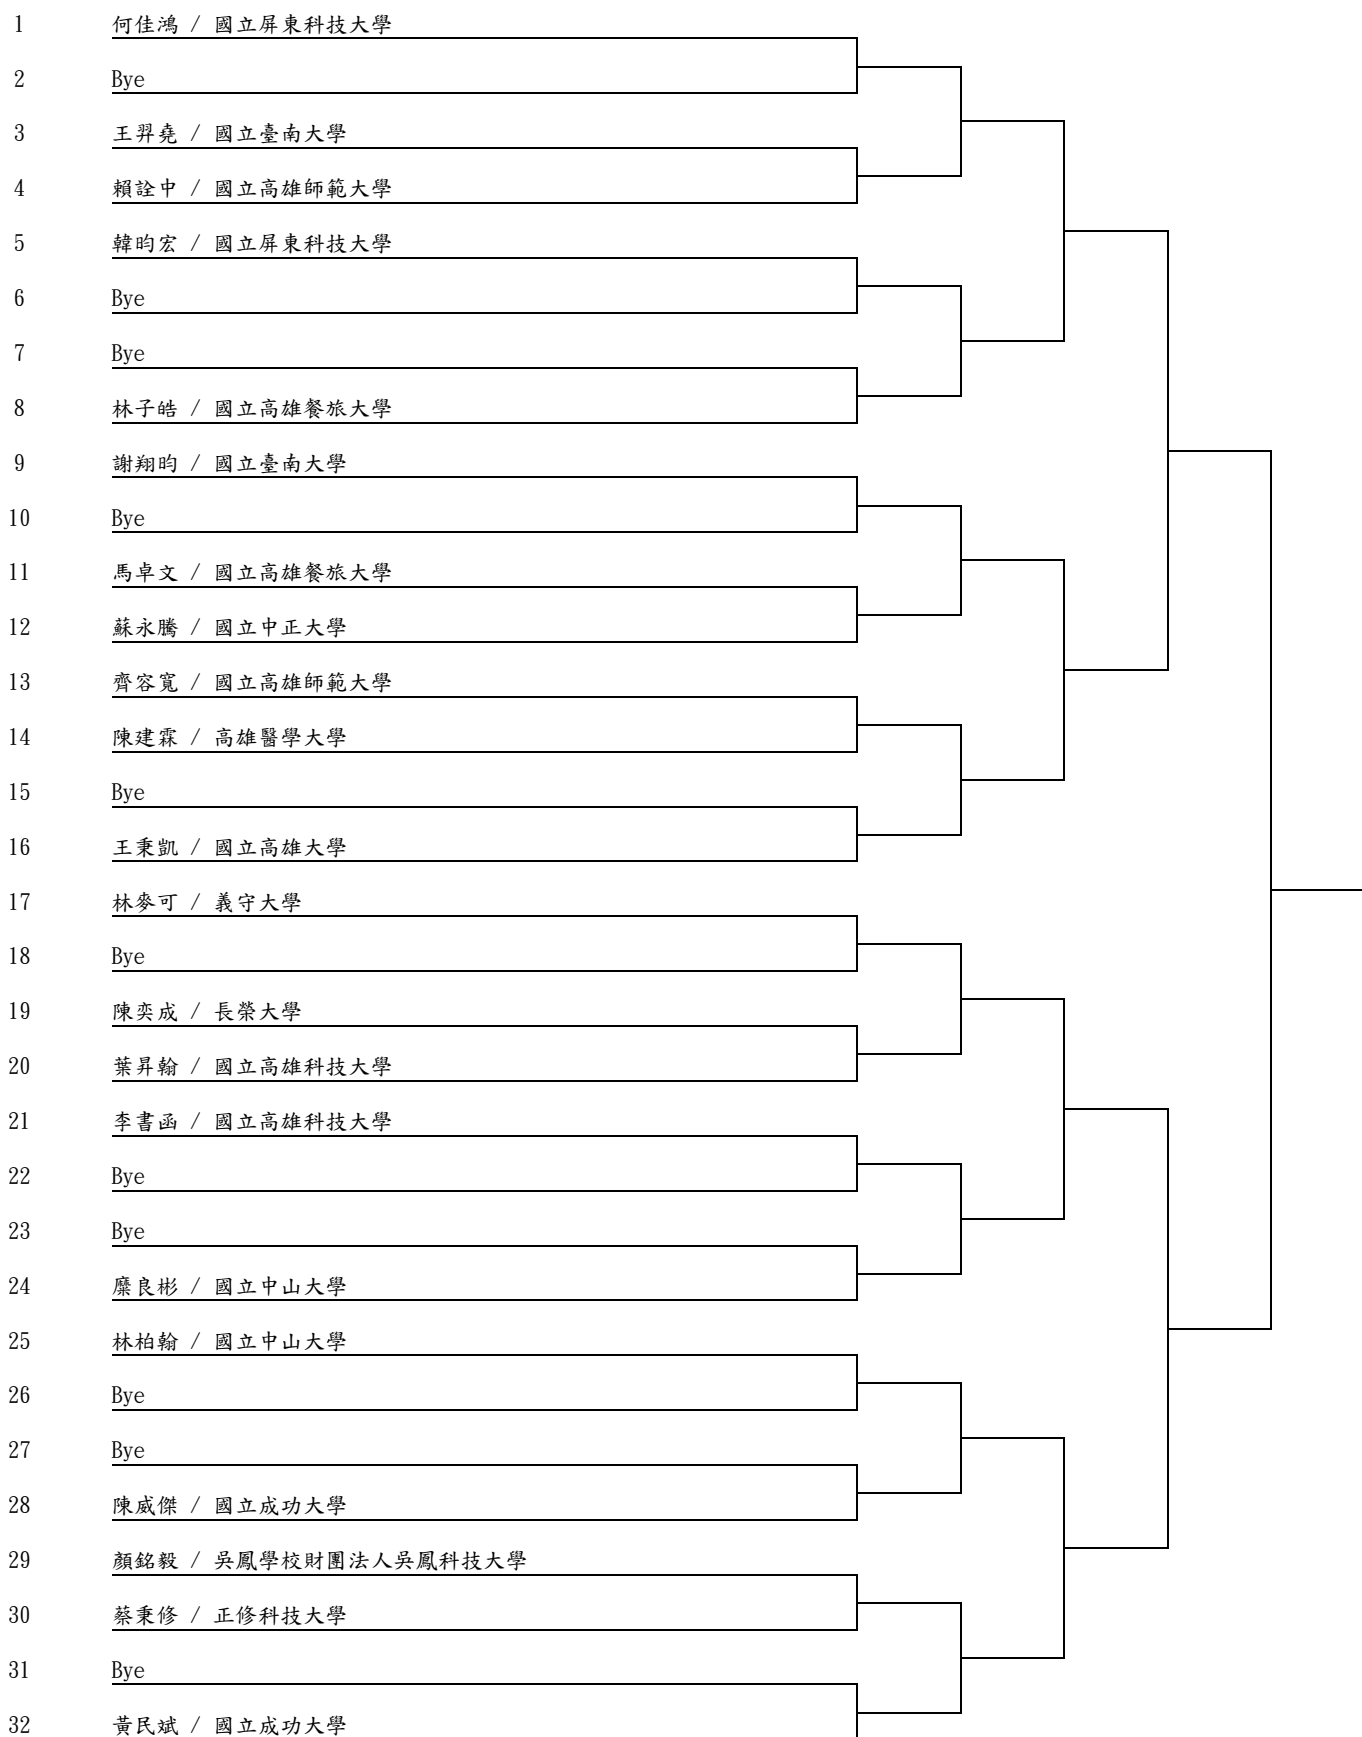 1 何佳鴻 / 國立屏東科技大學
2 Bye
3 王羿堯 / 國立臺南大學
4 賴詮中 / 國立高雄師範大學
5 韓昀宏 / 國立屏東科技大學
6 Bye
7 Bye
8 林子皓 / 國立高雄餐旅大學
9 謝翔昀 / 國立臺南大學
10 Bye
11 馬卓文 / 國立高雄餐旅大學
12 蘇永騰 / 國立中正大學
13 齊容寬 / 國立高雄師範大學
14 陳建霖 / 高雄醫學大學
15 Bye
16 王秉凱 / 國立高雄大學
17 林麥可 / 義守大學
18 Bye
19 陳奕成 / 長榮大學
20 葉昇翰 / 國立高雄科技大學
21 李書函 / 國立高雄科技大學
22 Bye
23 Bye
24 糜良彬 / 國立中山大學
25 林柏翰 / 國立中山大學
26 Bye
27 Bye
28 陳威傑 / 國立成功大學
29 顏銘毅 / 吳鳳學校財團法人吳鳳科技大學
30 蔡秉修 / 正修科技大學
31 Bye
32 黃民斌 / 國立成功大學